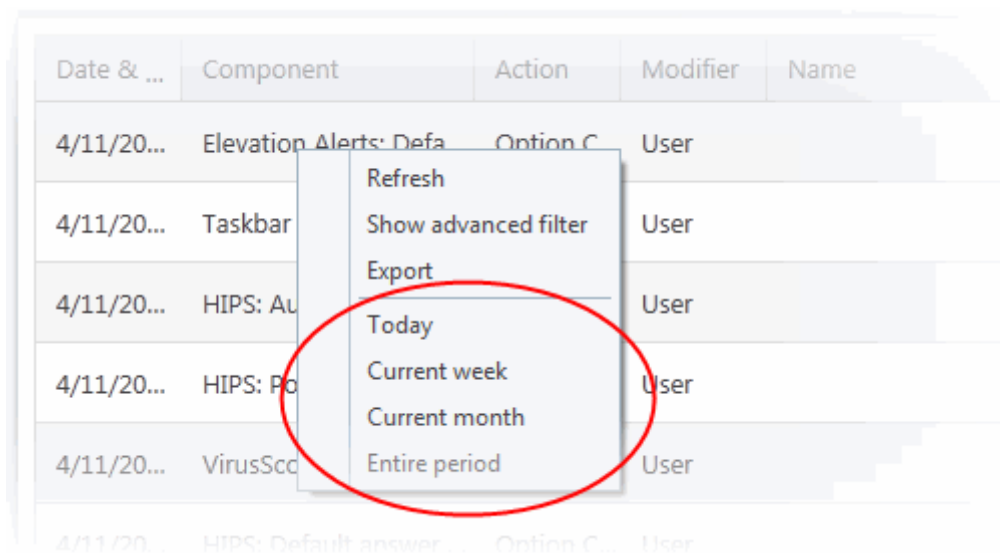 Date & ... Component Action Modifier Name
4/11/20... Elevation Alerts: Defa Option C User
Refresh
4/11/20... Taskbar Show advanced filter User
Export
4/11/20... HIPS: Au User
Today
Current week
4/11/20... HIPS: Po User
Current month
4/11/20... VirusSco Entire period User
4/11/20... HIPS: Default answer ... Option C... User